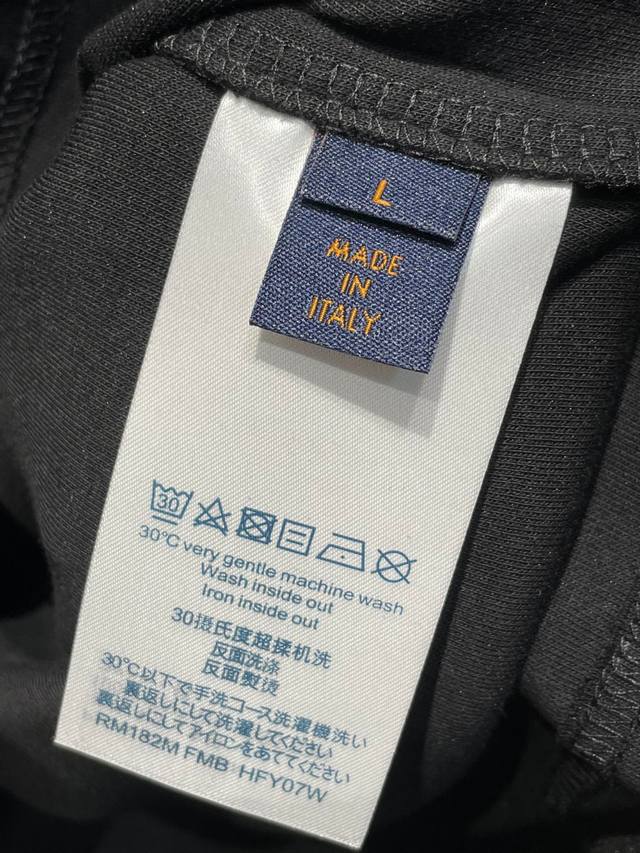 L
MADE
IN
ITALY
30
30°C very gentle machine wash
Wash inside out
Iron inside out
30摄氏度超揉机洗
反面洗涤
反面熨烫
30℃以下で手洗コース洗濯機洗い
裏返しにして洗濯してください
裏返しにしてアイロンをあててください
RM182M FMB HFY07W